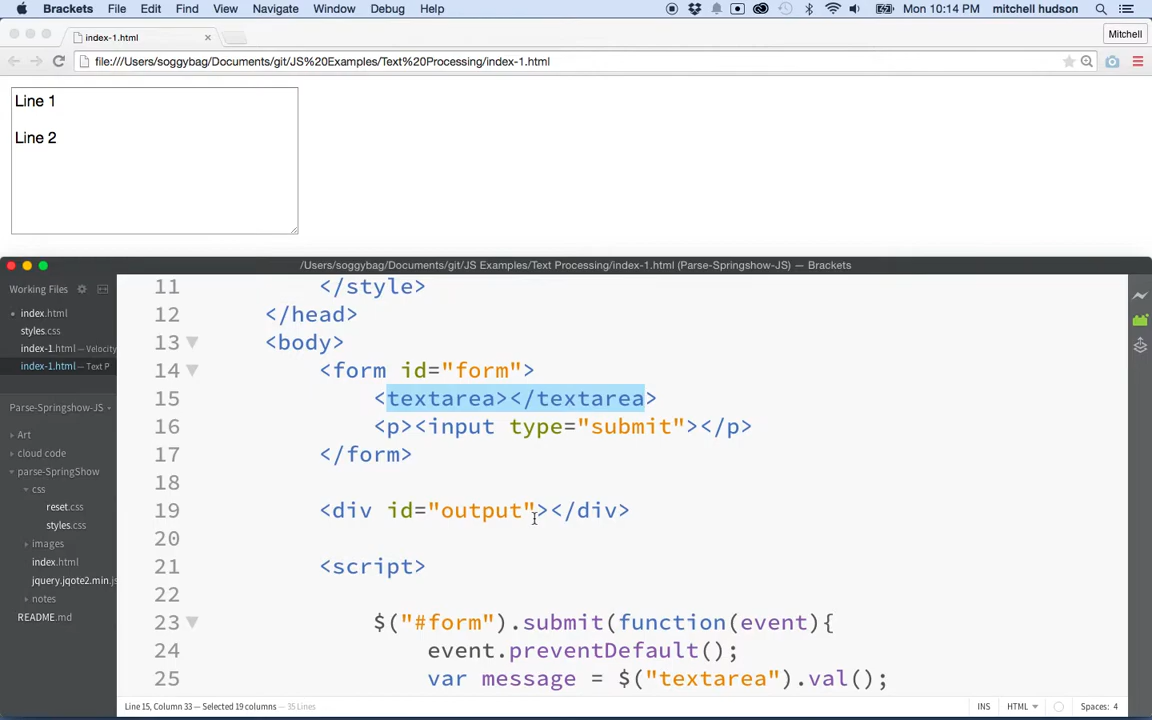 Brackets File Edit Find View Navigate Window Debug Help Mon 10:14 PM mitchell hudson
index-1.html
Mitchell
file:///Users/soggybag/Documents/git/JS%20Examples/Text%20Processing/index-1.html
Line 1
Line 2
/Users/soggybag/Documents/git/JS Examples/Text Processing/index-1.html (Parse-Springshow-JS) — Brackets
Working Files
index.html
styles.css
index-1.html — Velocity
index-1.html — Text P
Parse-Springshow-JS
Art
cloud code
parse-SpringShow
css
reset.css
styles.css
images
index.html
jquery.jqote2.min.js
notes
README.md
11 </style>
12 </head>
13 <body>
14 <form id="form">
15 <textarea></textarea>
16 <p><input type="submit"></p>
17 </form>
18
19 <div id="output"></div>
20
21 <script>
22
23 $("#form").submit(function(event){
24 event.preventDefault();
25 var message = $("textarea").val();
Line 15, Column 33 — Selected 19 columns — 35 Lines INS HTML Spaces: 4